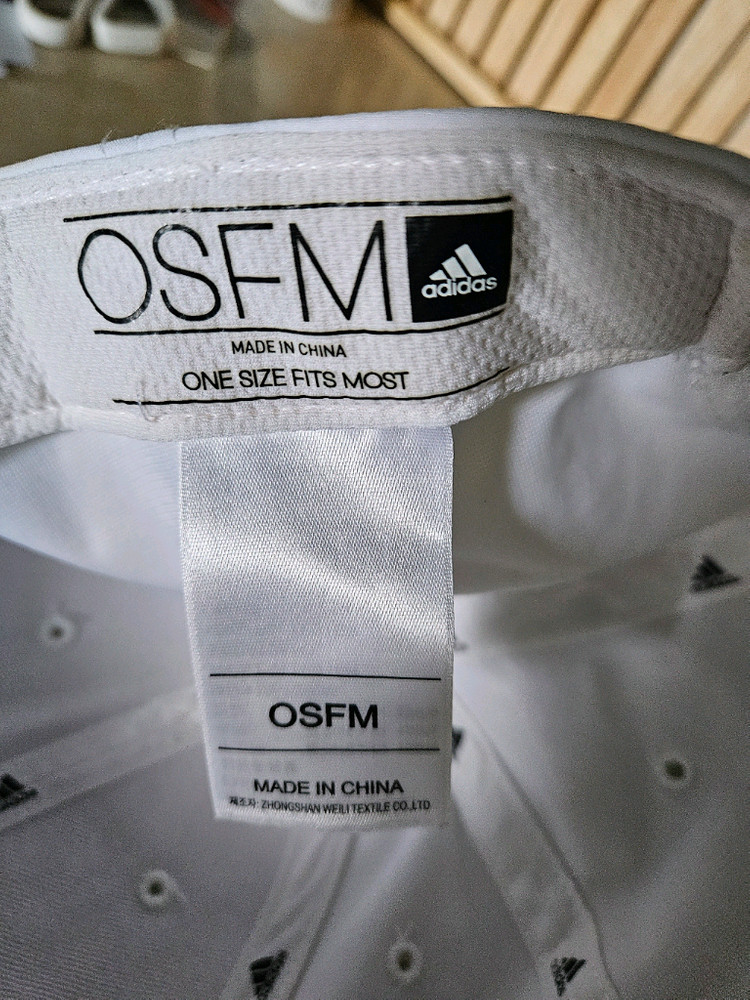 OSFM
adidas
MADE IN CHINA
ONE SIZE FITS MOST
OSFM
MADE IN CHINA
제조자: ZHONGSHAN WEILI TEXTILE CO.,LTD